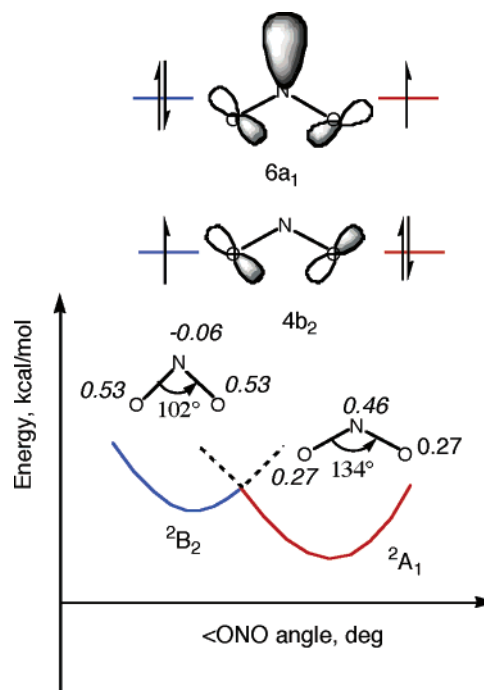 N
O O
6a₁
N
O O
4b₂
-0.06
N
0.53 0.53
O 102° O
0.46
N
O O 0.27
0.27 134°
²B₂
²A₁
Energy, kcal/mol
<ONO angle, deg